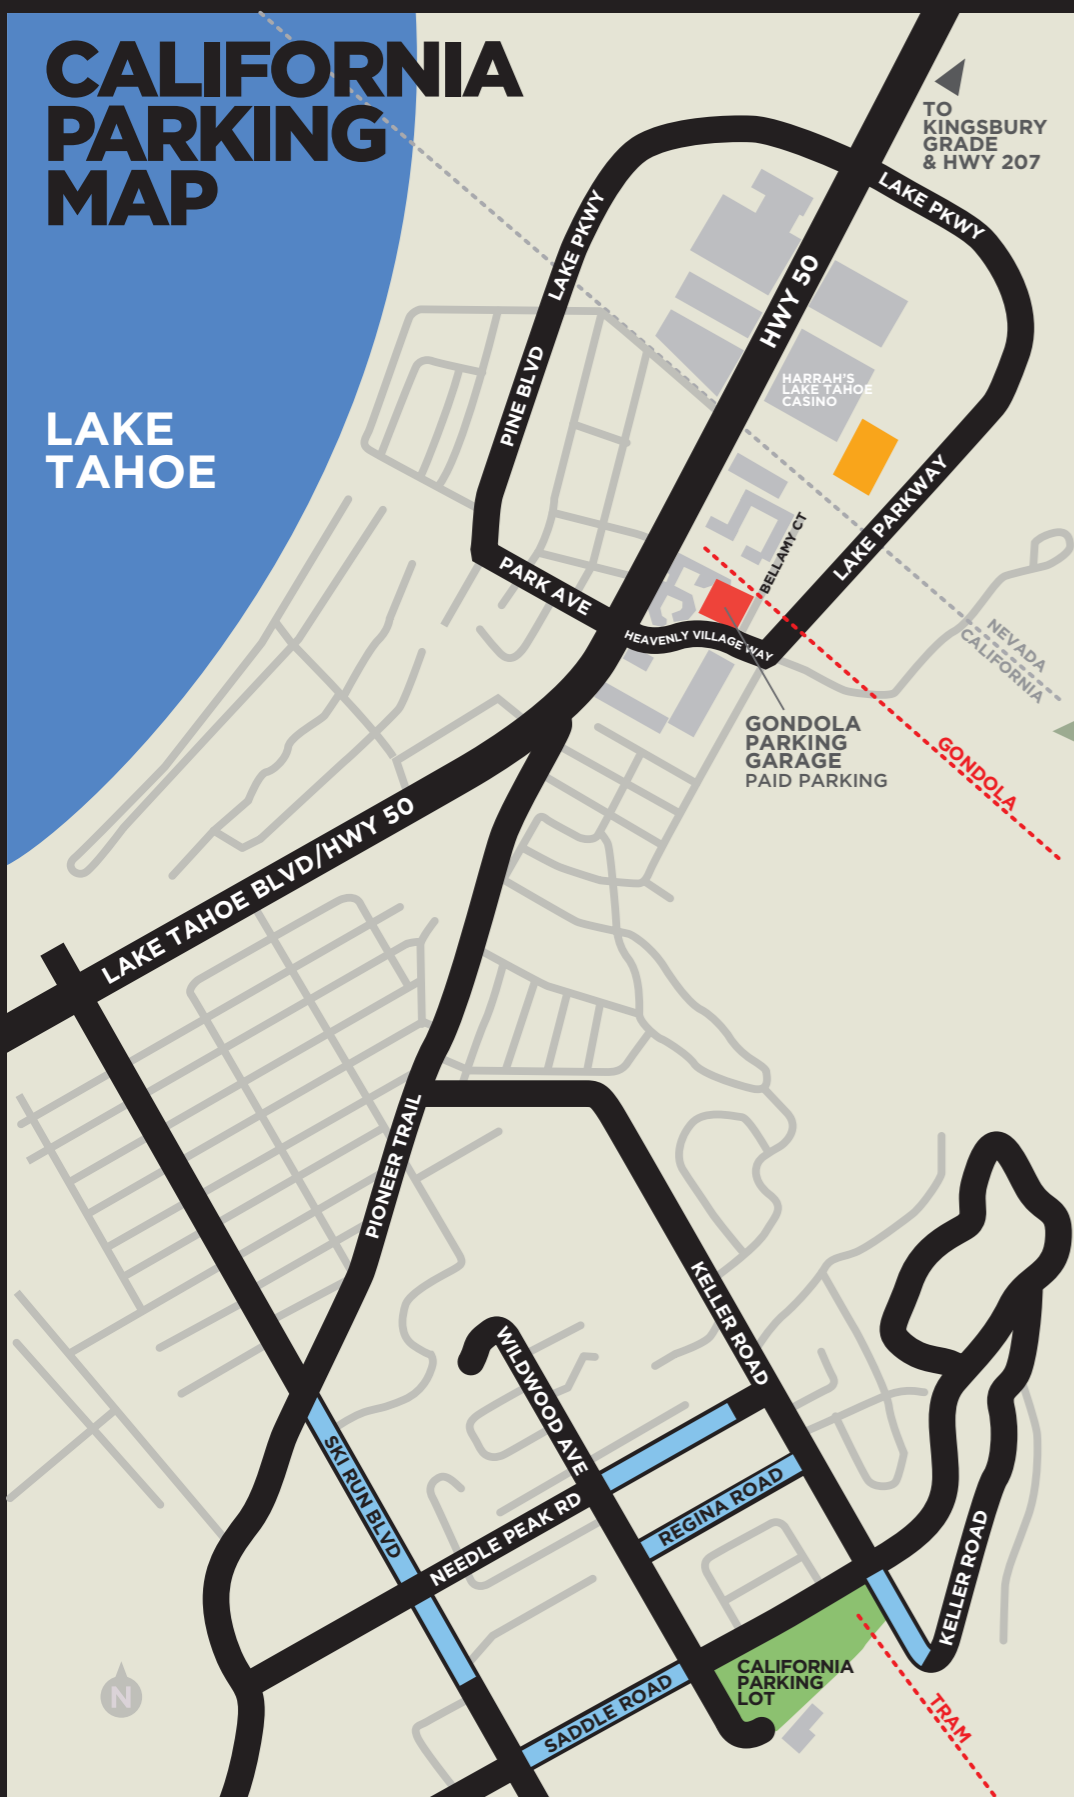 CALIFORNIA
PARKING
MAP
TO
KINGSBURY
GRADE
& HWY 207
LAKE PKWY
LAKE PKWY
HWY 50
PINE BLVD
HARRAH'S
LAKE TAHOE
CASINO
LAKE
TAHOE
LAKE PARKWAY
BELLAMY CT
PARK AVE
HEAVENLY VILLAGE WAY
NEVADA
CALIFORNIA
GONDOLA
PARKING
GARAGE
PAID PARKING
GONDOLA
LAKE TAHOE BLVD/HWY 50
PIONEER TRAIL
KELLER ROAD
WILDWOOD AVE
SKI RUN BLVD
NEEDLE PEAK RD
REGINA ROAD
KELLER ROAD
N
CALIFORNIA
PARKING
LOT
SADDLE ROAD
TRAM